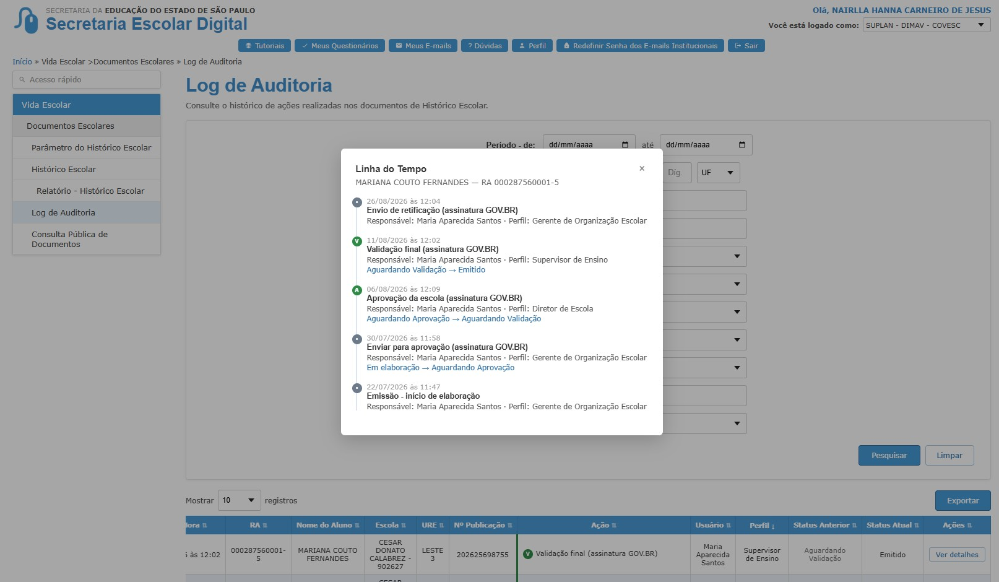 SECRETARIA DA EDUCAÇÃO DO ESTADO DE SÃO PAULO
Secretaria Escolar Digital
Olá, NAIRLLA HANNA CARNEIRO DE JESUS
Você está logado como: SUPLAN - DIMAV - COVESC
Tutoriais
Meus Questionários
Meus E-mails
? Dúvidas
Perfil
Redefinir Senha dos E-mails Institucionais
Sair
Início » Vida Escolar >Documentos Escolares » Log de Auditoria
Acesso rápido
Vida Escolar
Documentos Escolares
Parâmetro do Histórico Escolar
Histórico Escolar
Relatório - Histórico Escolar
Log de Auditoria
Consulta Pública de
Documentos
Log de Auditoria
Consulte o histórico de ações realizadas nos documentos de Histórico Escolar.
Período - de: dd/mm/aaaa até dd/mm/aaaa
Díg. UF
Linha do Tempo ×
MARIANA COUTO FERNANDES — RA 000287560001-5
26/08/2026 às 12:04
Envio de retificação (assinatura GOV.BR)
Responsável: Maria Aparecida Santos · Perfil: Gerente de Organização Escolar
V 11/08/2026 às 12:02
Validação final (assinatura GOV.BR)
Responsável: Maria Aparecida Santos · Perfil: Supervisor de Ensino
Aguardando Validação → Emitido
A 06/08/2026 às 12:09
Aprovação da escola (assinatura GOV.BR)
Responsável: Maria Aparecida Santos · Perfil: Diretor de Escola
Aguardando Aprovação → Aguardando Validação
30/07/2026 às 11:58
Enviar para aprovação (assinatura GOV.BR)
Responsável: Maria Aparecida Santos · Perfil: Gerente de Organização Escolar
Em elaboração → Aguardando Aprovação
22/07/2026 às 11:47
Emissão - início de elaboração
Responsável: Maria Aparecida Santos · Perfil: Gerente de Organização Escolar
Pesquisar
Limpar
Mostrar 10 registros
Exportar
RA
Nome do Aluno
Escola
URE
Nº Publicação
Ação
Usuário
Perfil ↓
Status Anterior
Status Atual
Ações
às 12:02
000287560001-
5
MARIANA COUTO
FERNANDES
CESAR
DONATO
CALABREZ -
902627
LESTE
3
202625698755
V Validação final (assinatura GOV.BR)
Maria
Aparecida
Santos
Supervisor
de Ensino
Aguardando
Validação
Emitido
Ver detalhes